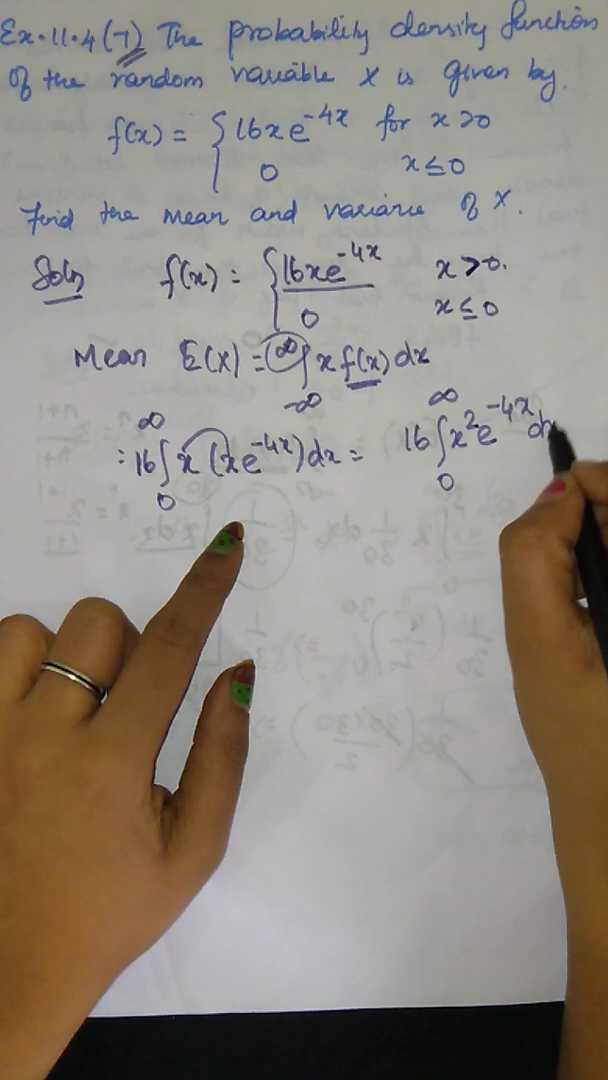 Ex.11.4 (7) The probability density function
of the random variable X is given by.
f(x) = { 16xe^-4x for x>0
0 x≤0
Find the mean and variance of X.
Soln f(x) = { 16xe^-4x x>0.
0 x≤0
Mean E(X) = ∫_-∞^∞ x f(x) dx
= 16∫_0^∞ x (xe^-4x) dx = 16∫_0^∞ x^2 e^-4x dx